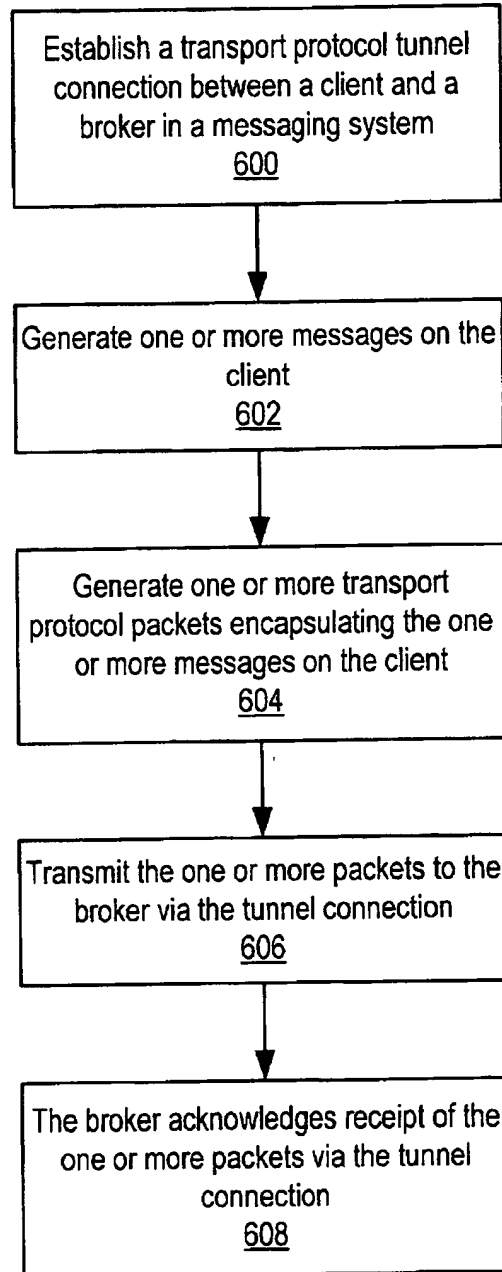 Establish a transport protocol tunnel
connection between a client and a
broker in a messaging system
600
Generate one or more messages on the
client
602
Generate one or more transport
protocol packets encapsulating the one
or more messages on the client
604
Transmit the one or more packets to the
broker via the tunnel connection
606
The broker acknowledges receipt of the
one or more packets via the tunnel
connection
608